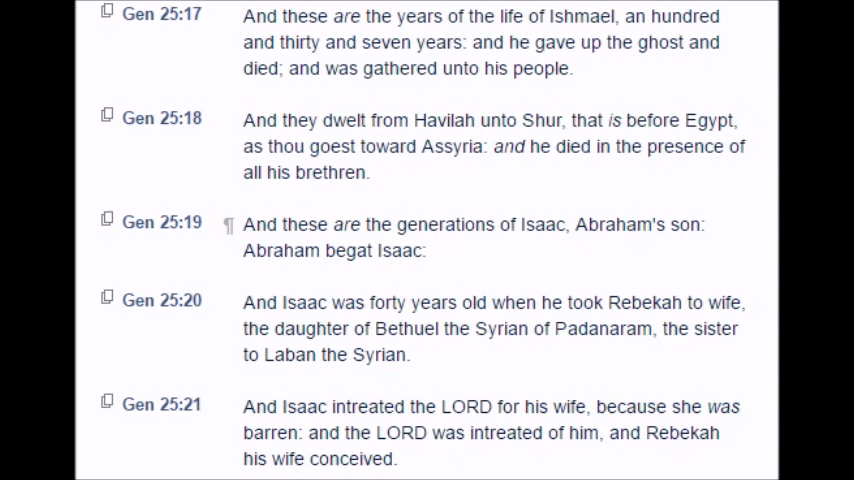 Gen 25:17 And these are the years of the life of Ishmael, an hundred
and thirty and seven years: and he gave up the ghost and
died; and was gathered unto his people.
Gen 25:18 And they dwelt from Havilah unto Shur, that is before Egypt,
as thou goest toward Assyria: and he died in the presence of
all his brethren.
Gen 25:19 ¶ And these are the generations of Isaac, Abraham's son:
Abraham begat Isaac:
Gen 25:20 And Isaac was forty years old when he took Rebekah to wife,
the daughter of Bethuel the Syrian of Padanaram, the sister
to Laban the Syrian.
Gen 25:21 And Isaac intreated the LORD for his wife, because she was
barren: and the LORD was intreated of him, and Rebekah
his wife conceived.